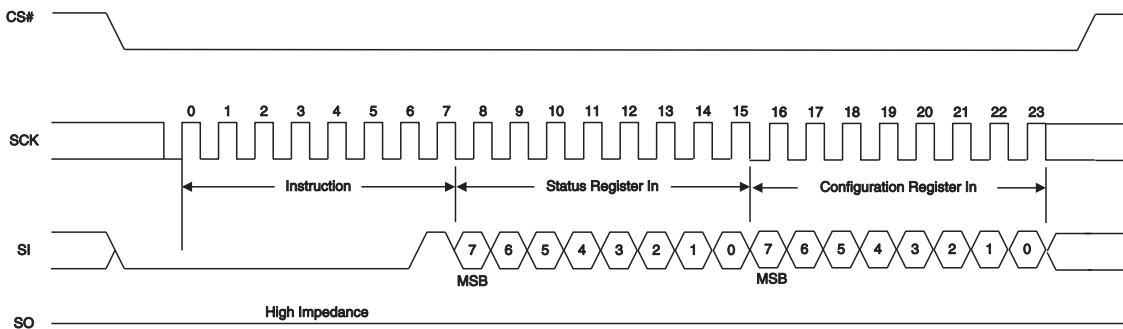 CS#
0 1 2 3 4 5 6 7 8 9 10 11 12 13 14 15 16 17 18 19 20 21 22 23
SCK
Instruction Status Register In Configuration Register In
SI 7 6 5 4 3 2 1 0 7 6 5 4 3 2 1 0
MSB MSB
High Impedance
SO